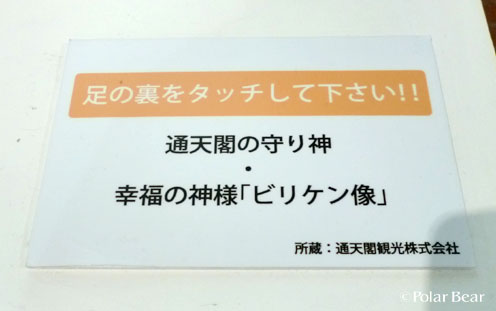 足の裏をタッチして下さい!!
通天閣の守り神
・
幸福の神様「ビリケン像」
所蔵：通天閣観光株式会社
©Polar Bear